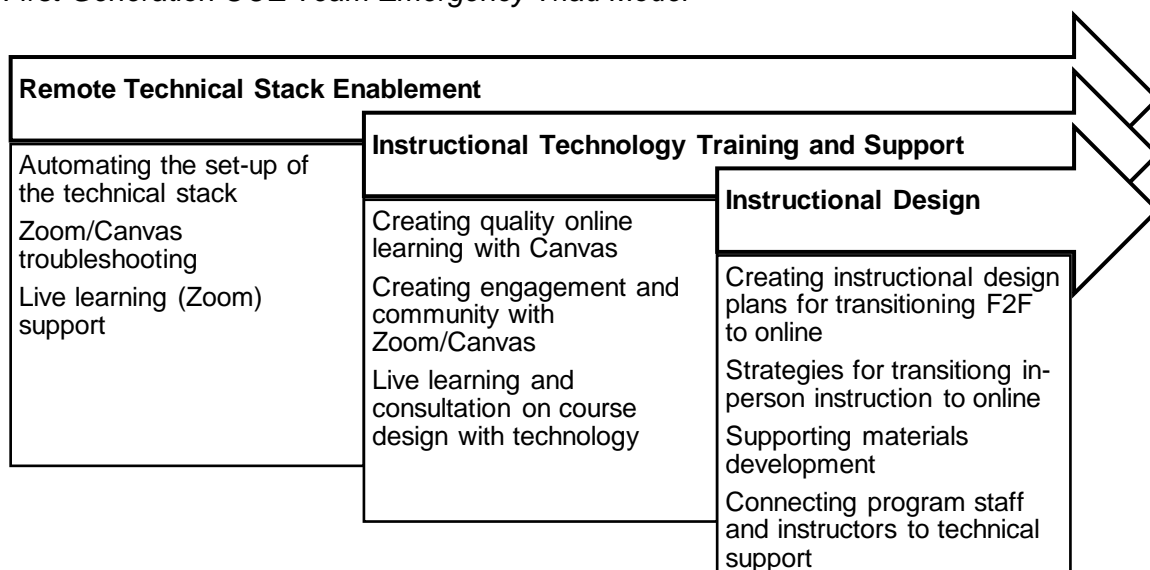 First-Generation
Team Emergency Triad Model
Remote Technical Stack Enablement
Automating the set-up of
the technical stack
Zoom/Canvas
troubleshooting
Live learning (Zoom)
support
Instructional Technology Training and Support
Creating quality online
learning with Canvas
Creating engagement and
community with
Zoom/Canvas
Live learning and
consultation on course
design with technology
Instructional Design
Creating instructional design
plans for transitioning F2F
to online
Strategies for transitiong in-
person instruction to online
Supporting materials
development
Connecting program staff
and instructors to technical
support